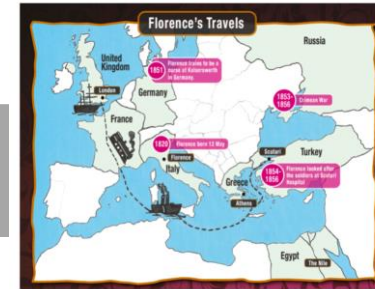 Florence's Travels
Russia
United
Kingdom
1851
Florence trains to be a
nurse at Kaiserswerth
in Germany
London
Germany
1853-
1856
Crimean War
France
1820
Florence born 12 May
Florence
Italy
Scutari
Turkey
1854-
1856
Florence looked after
the soldiers at Scutari
Hospital
Greece
Athens
Egypt
The Nile